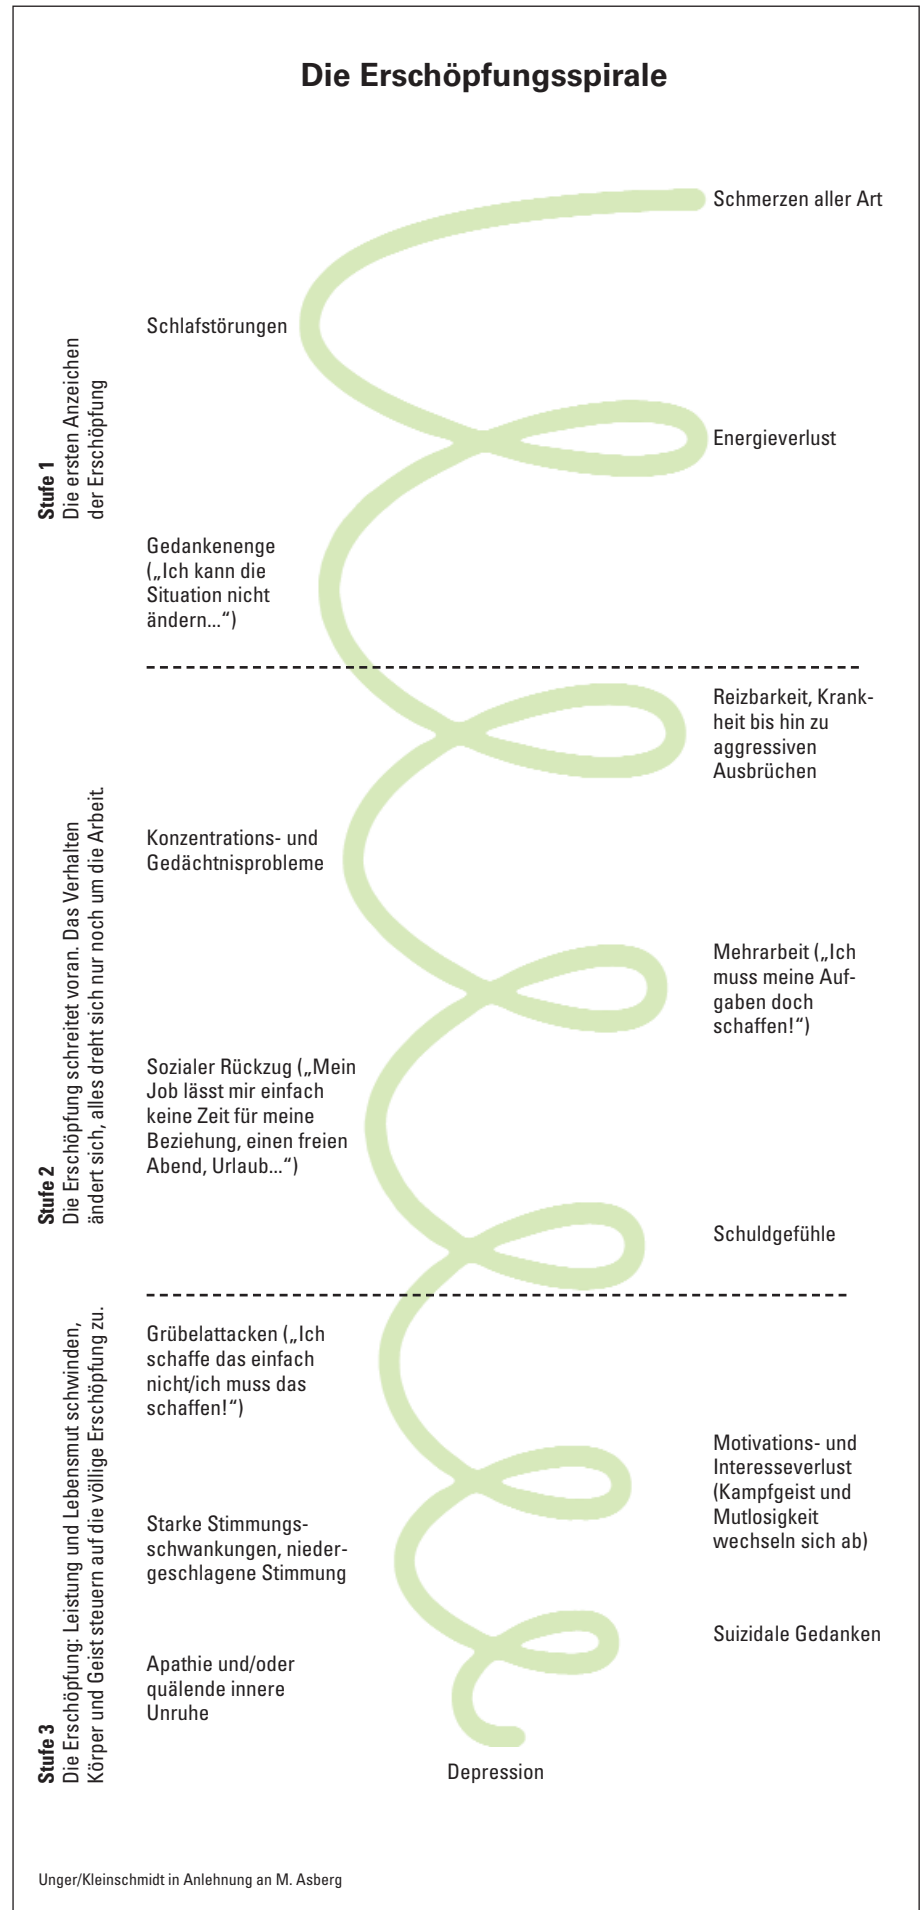 Die Erschöpfungsspirale
Schmerzen aller Art
Schlafstörungen
Energieverlust
Stufe 1
Die ersten Anzeichen
der Erschöpfung
Gedankenenge
(„Ich kann die
Situation nicht
ändern...“)
Reizbarkeit, Krank-
heit bis hin zu
aggressiven
Ausbrüchen
Konzentrations- und
Gedächtnisprobleme
Mehrarbeit („Ich
muss meine Auf-
gaben doch
schaffen!“)
Stufe 2
Die Erschöpfung schreitet voran. Das Verhalten
ändert sich, alles dreht sich nur noch um die Arbeit.
Sozialer Rückzug („Mein
Job lässt mir einfach
keine Zeit für meine
Beziehung, einen freien
Abend, Urlaub...“)
Schuldgefühle
Grübelattacken („Ich
schaffe das einfach
nicht/ich muss das
schaffen!“)
Motivations- und
Interesseverlust
(Kampfgeist und
Mutlosigkeit
wechseln sich ab)
Starke Stimmungs-
schwankungen, nieder-
geschlagene Stimmung
Suizidale Gedanken
Stufe 3
Die Erschöpfung: Leistung und Lebensmut schwinden,
Körper und Geist steuern auf die völlige Erschöpfung zu.
Apathie und/oder
quälende innere
Unruhe
Depression
Unger/Kleinschmidt in Anlehnung an M. Asberg